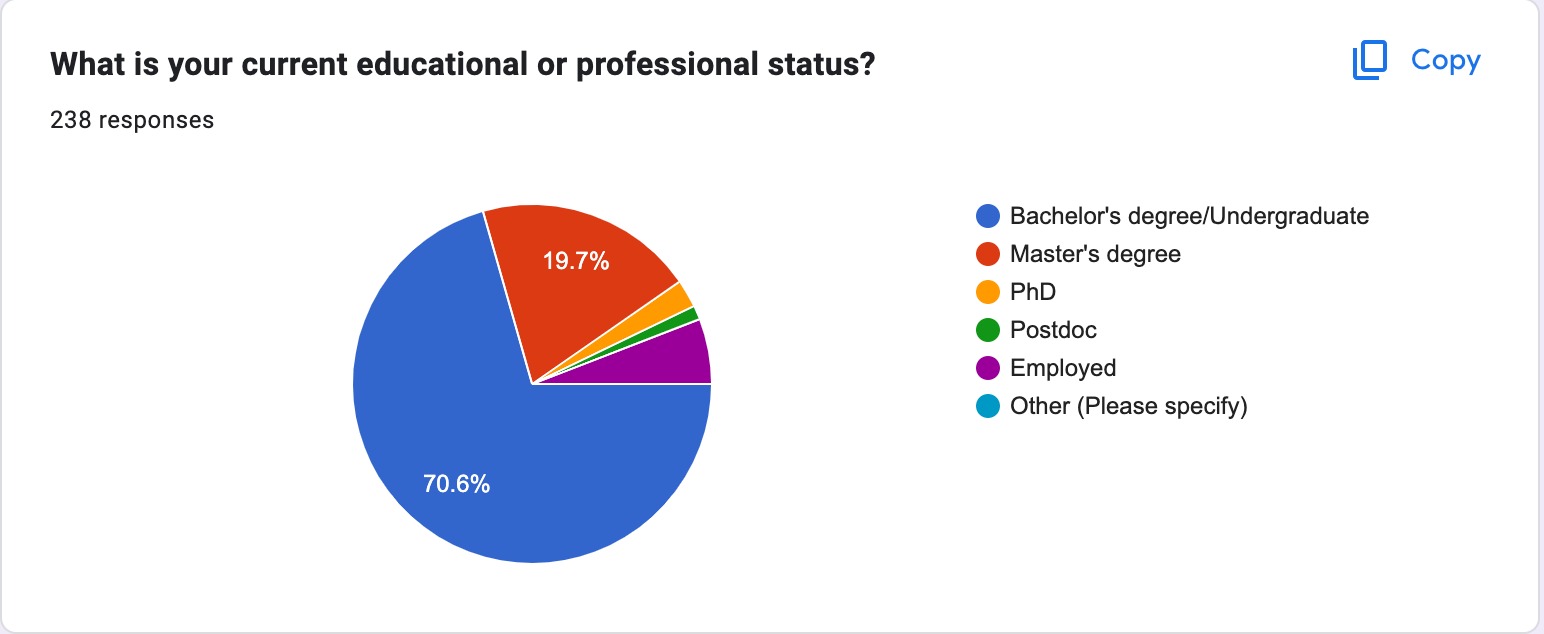 What is your current educational or professional status?
Copy
238 responses
19.7%
70.6%
Bachelor's degree/Undergraduate
Master's degree
PhD
Postdoc
Employed
Other (Please specify)